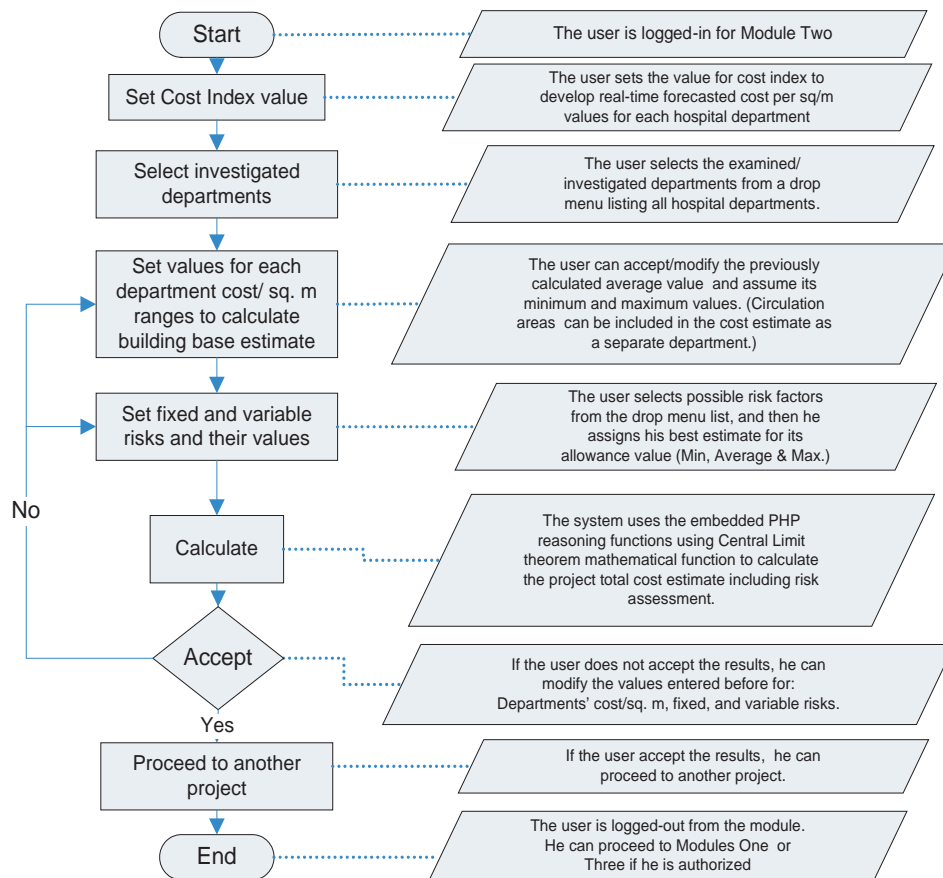 Start
The user is logged-in for Module Two
Set Cost Index value
The user sets the value for cost index to
develop real-time forecasted cost per sq/m
values for each hospital department
Select investigated
departments
The user selects the examined/
investigated departments from a drop
menu listing all hospital departments.
Set values for each
department cost/ sq. m
ranges to calculate
building base estimate
The user can accept/modify the previously
calculated average value and assume its
minimum and maximum values. (Circulation
areas can be included in the cost estimate as
a separate department.)
Set fixed and variable
risks and their values
The user selects possible risk factors
from the drop menu list, and then he
assigns his best estimate for its
allowance value (Min, Average & Max.)
No
Calculate
The system uses the embedded PHP
reasoning functions using Central Limit
theorem mathematical function to calculate
the project total cost estimate including risk
assessment.
Accept
If the user does not accept the results, he can
modify the values entered before for:
Departments' cost/sq. m, fixed, and variable risks.
Yes
Proceed to another
project
If the user accept the results, he can
proceed to another project.
End
The user is logged-out from the module.
He can proceed to Modules One or
Three if he is authorized